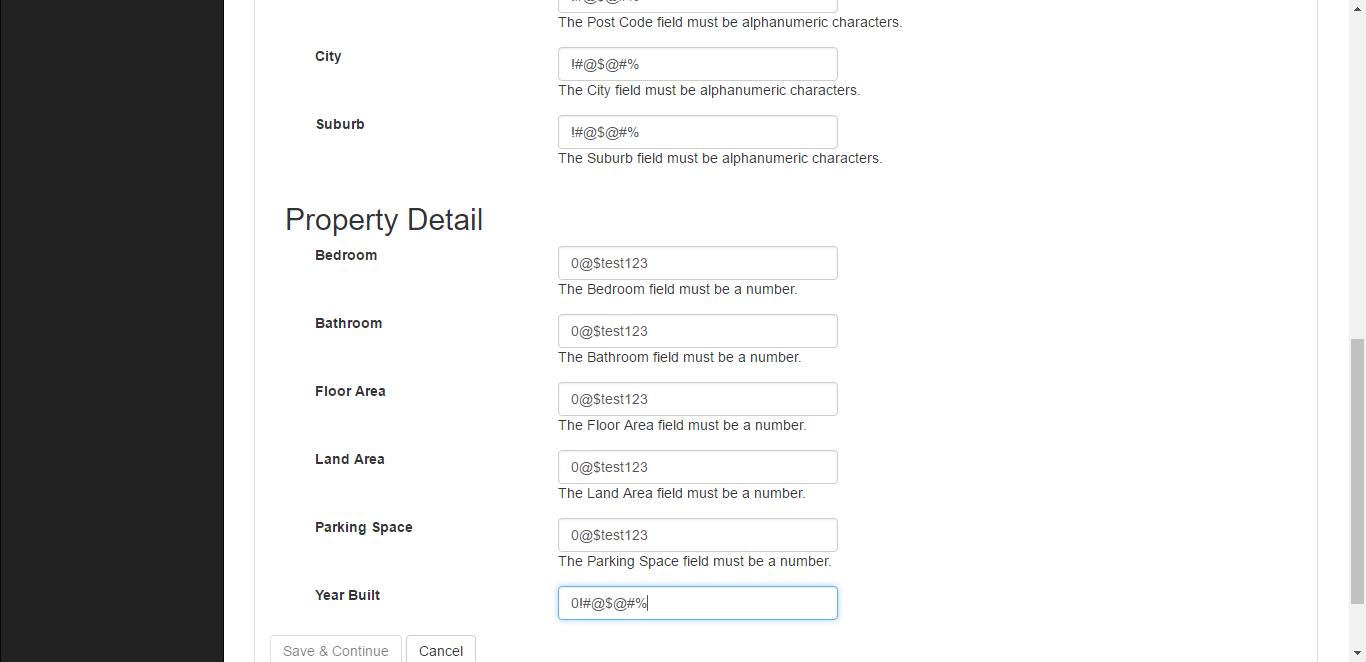 The Post Code field must be alphanumeric characters.
City
!#@$@#%
The City field must be alphanumeric characters.
Suburb
!#@$@#%
The Suburb field must be alphanumeric characters.
Property Detail
Bedroom
0@$test123
The Bedroom field must be a number.
Bathroom
0@$test123
The Bathroom field must be a number.
Floor Area
0@$test123
The Floor Area field must be a number.
Land Area
0@$test123
The Land Area field must be a number.
Parking Space
0@$test123
The Parking Space field must be a number.
Year Built
0!#@$@#%
Save & Continue
Cancel